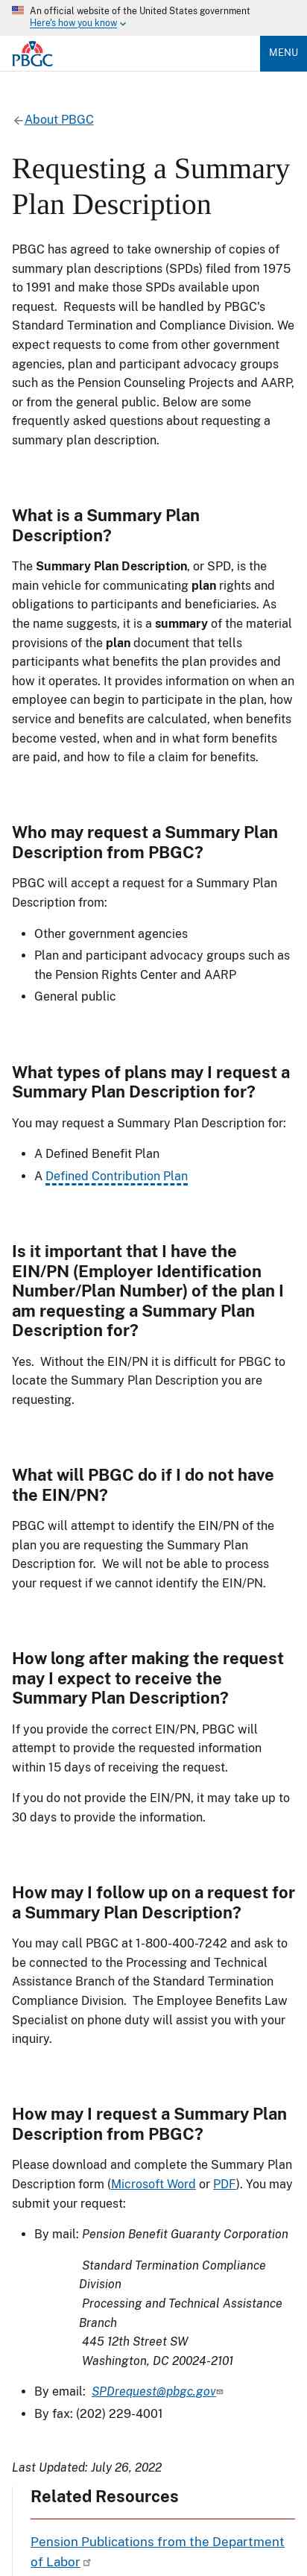 An official website of the United States government
Here's how you know
PBGC
MENU
About PBGC
Requesting a Summary
Plan Description
PBGC has agreed to take ownership of copies of
summary plan descriptions (SPDs) filed from 1975
to 1991 and make those SPDs available upon
request.  Requests will be handled by PBGC's
Standard Termination and Compliance Division. We
expect requests to come from other government
agencies, plan and participant advocacy groups
such as the Pension Counseling Projects and AARP,
or from the general public. Below are some
frequently asked questions about requesting a
summary plan description.
What is a Summary Plan
Description?
The Summary Plan Description, or SPD, is the
main vehicle for communicating plan rights and
obligations to participants and beneficiaries. As
the name suggests, it is a summary of the material
provisions of the plan document that tells
participants what benefits the plan provides and
how it operates. It provides information on when an
employee can begin to participate in the plan, how
service and benefits are calculated, when benefits
become vested, when and in what form benefits
are paid, and how to file a claim for benefits.
Who may request a Summary Plan
Description from PBGC?
PBGC will accept a request for a Summary Plan
Description from:
• Other government agencies
• Plan and participant advocacy groups such as
the Pension Rights Center and AARP
• General public
What types of plans may I request a
Summary Plan Description for?
You may request a Summary Plan Description for:
• A Defined Benefit Plan
• A Defined Contribution Plan
Is it important that I have the
EIN/PN (Employer Identification
Number/Plan Number) of the plan I
am requesting a Summary Plan
Description for?
Yes.  Without the EIN/PN it is difficult for PBGC to
locate the Summary Plan Description you are
requesting.
What will PBGC do if I do not have
the EIN/PN?
PBGC will attempt to identify the EIN/PN of the
plan you are requesting the Summary Plan
Description for.  We will not be able to process
your request if we cannot identify the EIN/PN.
How long after making the request
may I expect to receive the
Summary Plan Description?
If you provide the correct EIN/PN, PBGC will
attempt to provide the requested information
within 15 days of receiving the request.
If you do not provide the EIN/PN, it may take up to
30 days to provide the information.
How may I follow up on a request for
a Summary Plan Description?
You may call PBGC at 1-800-400-7242 and ask to
be connected to the Processing and Technical
Assistance Branch of the Standard Termination
Compliance Division.  The Employee Benefits Law
Specialist on phone duty will assist you with your
inquiry.
How may I request a Summary Plan
Description from PBGC?
Please download and complete the Summary Plan
Description form (Microsoft Word or PDF). You may
submit your request:
• By mail: Pension Benefit Guaranty Corporation
Standard Termination Compliance
Division
Processing and Technical Assistance
Branch
445 12th Street SW
Washington, DC 20024-2101
• By email:  SPDrequest@pbgc.gov
• By fax: (202) 229-4001
Last Updated: July 26, 2022
Related Resources
Pension Publications from the Department
of Labor